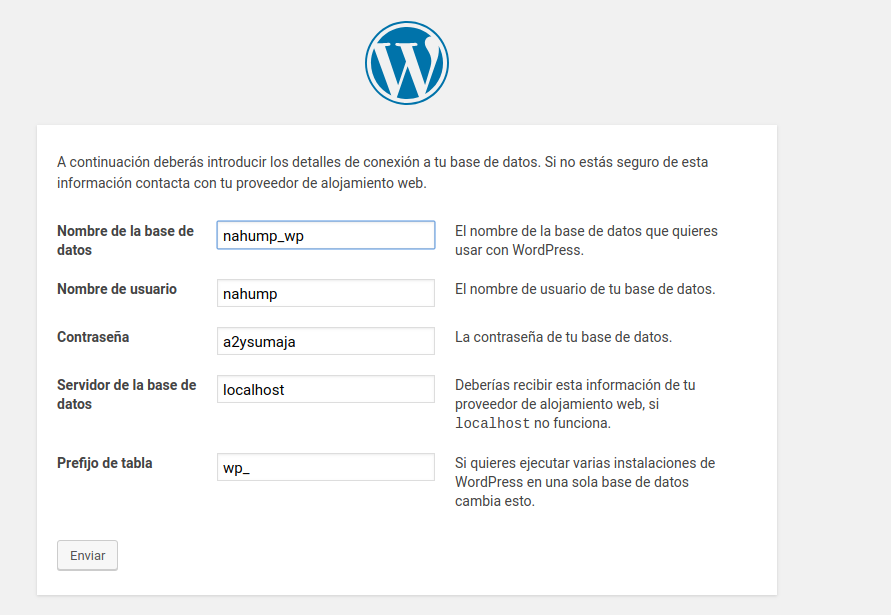 A continuación deberás introducir los detalles de conexión a tu base de datos. Si no estás seguro de esta
información contacta con tu proveedor de alojamiento web.
Nombre de la base de
datos
nahump_wp
El nombre de la base de datos que quieres
usar con WordPress.
Nombre de usuario
nahump
El nombre de usuario de tu base de datos.
Contraseña
a2ysumaja
La contraseña de tu base de datos.
Servidor de la base de
datos
localhost
Deberías recibir esta información de tu
proveedor de alojamiento web, si
localhost no funciona.
Prefijo de tabla
wp_
Si quieres ejecutar varias instalaciones de
WordPress en una sola base de datos
cambia esto.
Enviar